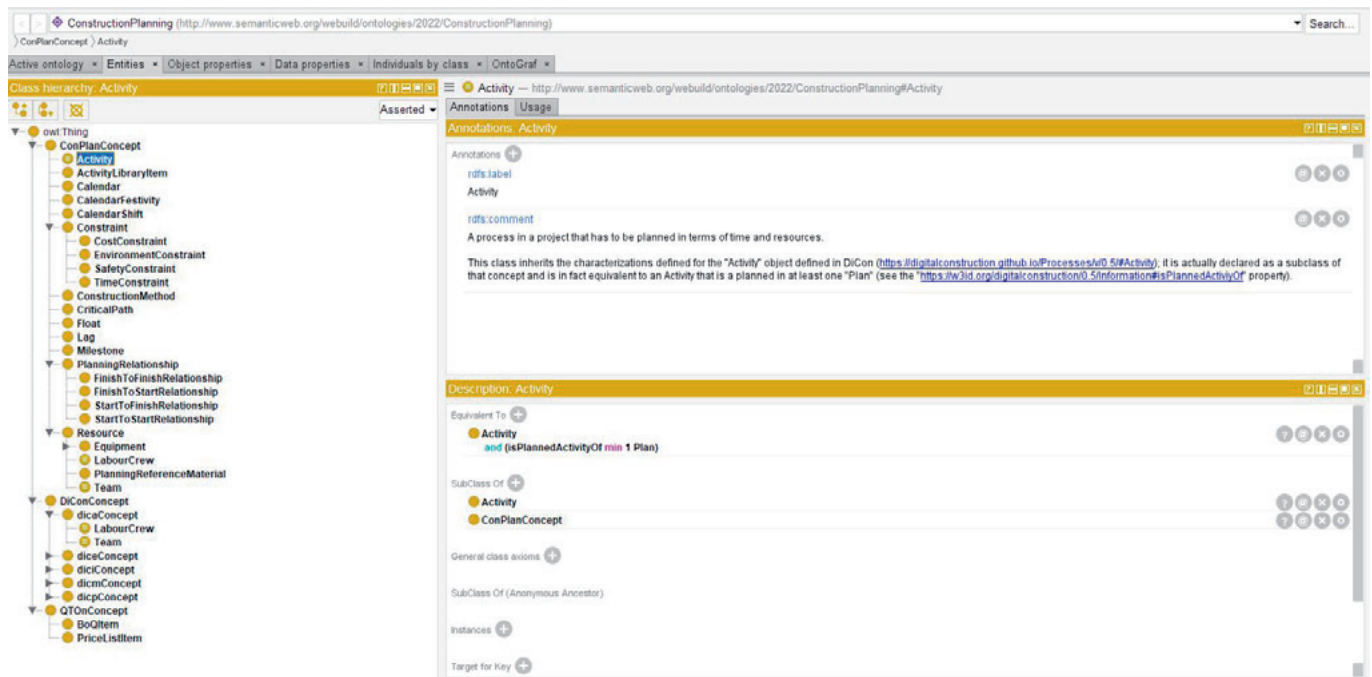 ConstructionPlanning (http://www.semanticweb.org/webuild/ontologies/2022/ConstructionPlanning)
Search...
ConPlanConcept Activity
Active ontology × Entities × Object properties × Data properties × Individuals by class × OntoGraf ×
Class hierarchy: Activity
Asserted
owl:Thing
ConPlanConcept
Activity
ActivityLibraryItem
Calendar
CalendarFestivity
CalendarShift
Constraint
CostConstraint
EnvironmentConstraint
SafetyConstraint
TimeConstraint
ConstructionMethod
CriticalPath
Float
Lag
Milestone
PlanningRelationship
FinishToFinishRelationship
FinishToStartRelationship
StartToFinishRelationship
StartToStartRelationship
Resource
Equipment
LabourCrew
PlanningReferenceMaterial
Team
DiConConcept
dicaConcept
LabourCrew
Team
diceConcept
diciConcept
dicmConcept
dicpConcept
QTOnConcept
BoQItem
PriceListItem
Activity — http://www.semanticweb.org/webuild/ontologies/2022/ConstructionPlanning#Activity
Annotations Usage
Annotations: Activity
Annotations
rdfs:label
Activity
rdfs:comment
A process in a project that has to be planned in terms of time and resources.
This class inherits the characterizations defined for the "Activity" object defined in DiCon (https://digitalconstruction.github.io/Processes/v/0.5/#Activity); it is actually declared as a subclass of
that concept and is in fact equivalent to an Activity that is a planned in at least one "Plan" (see the "https://w3id.org/digitalconstruction/0.5/Information#isPlannedActiviyOf" property).
Description: Activity
Equivalent To
Activity
and (isPlannedActivityOf min 1 Plan)
SubClass Of
Activity
ConPlanConcept
General class axioms
SubClass Of (Anonymous Ancestor)
Instances
Target for Key